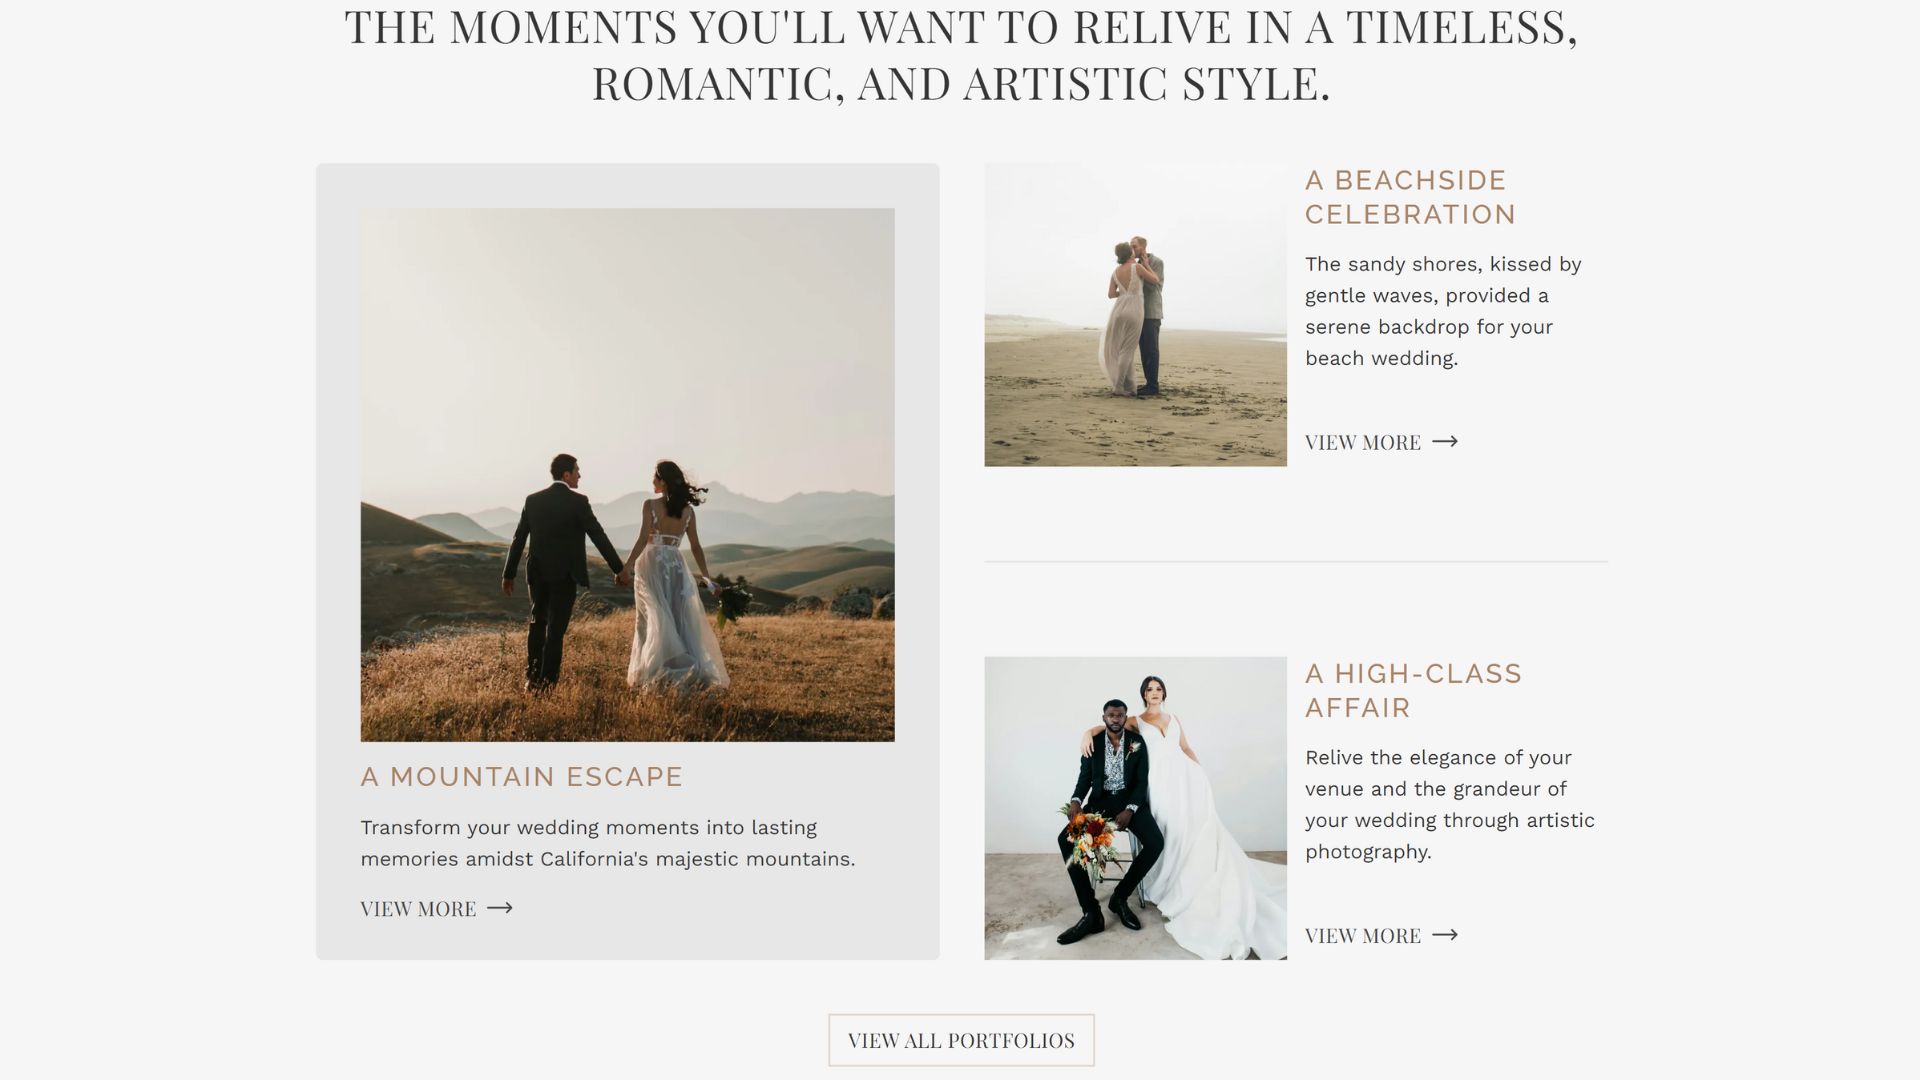 THE MOMENTS YOU'LL WANT TO RELIVE IN A TIMELESS,
ROMANTIC, AND ARTISTIC STYLE.
A MOUNTAIN ESCAPE
Transform your wedding moments into lasting
memories amidst California's majestic mountains.
VIEW MORE
A BEACHSIDE
CELEBRATION
The sandy shores, kissed by
gentle waves, provided a
serene backdrop for your
beach wedding.
VIEW MORE
A HIGH-CLASS
AFFAIR
Relive the elegance of your
venue and the grandeur of
your wedding through artistic
photography.
VIEW MORE
VIEW ALL PORTFOLIOS